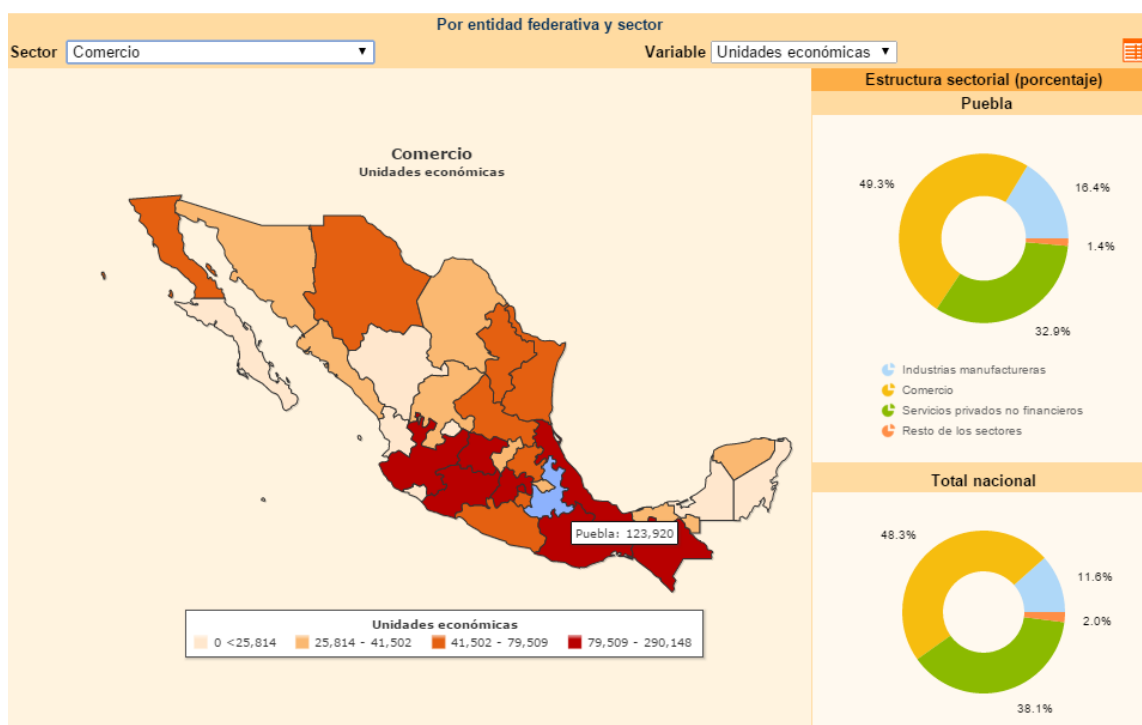 Por entidad federativa y sector
Sector Comercio Variable Unidades económicas
Estructura sectorial (porcentaje)
Puebla
Comercio
Unidades económicas
49.3%
16.4%
1.4%
32.9%
Industrias manufactureras
Comercio
Servicios privados no financieros
Resto de los sectores
Total nacional
48.3%
11.6%
2.0%
38.1%
Puebla: 123,920
Unidades económicas
0 <25,814 25,814 - 41,502 41,502 - 79,509 79,509 - 290,148